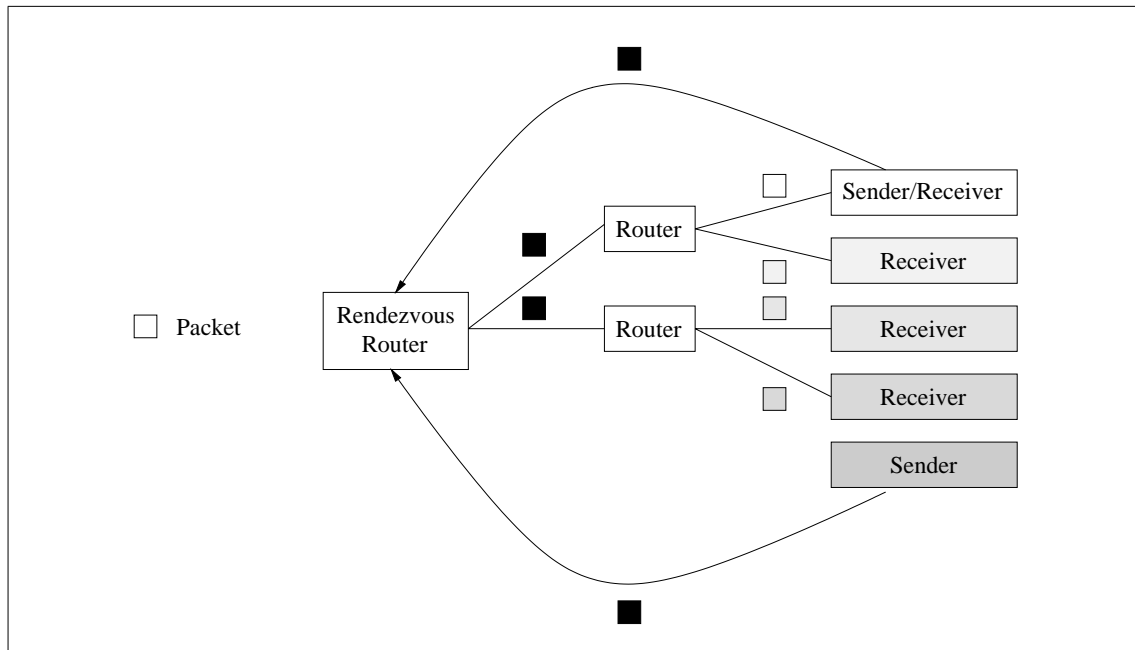 Sender/Receiver
Router
Receiver
Rendezvous
Router
Packet
Router
Receiver
Receiver
Sender